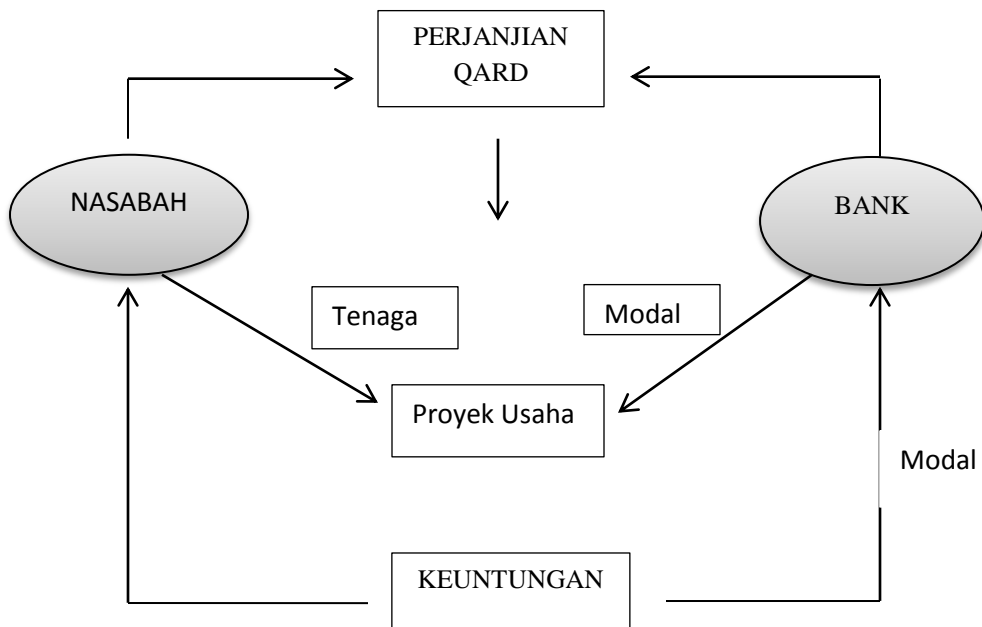 PERJANJIAN
QARD
NASABAH
BANK
Tenaga
Modal
Proyek Usaha
Modal
KEUNTUNGAN